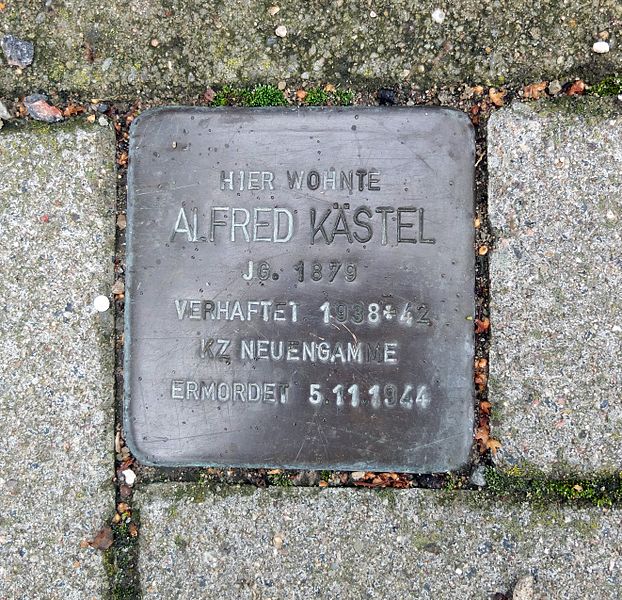 HIER WOHNTE
ALFRED KÄSTEL
JG. 1879
VERHAFTET 1938+42
KZ NEUENGAMME
ERMORDET 5.11.1944